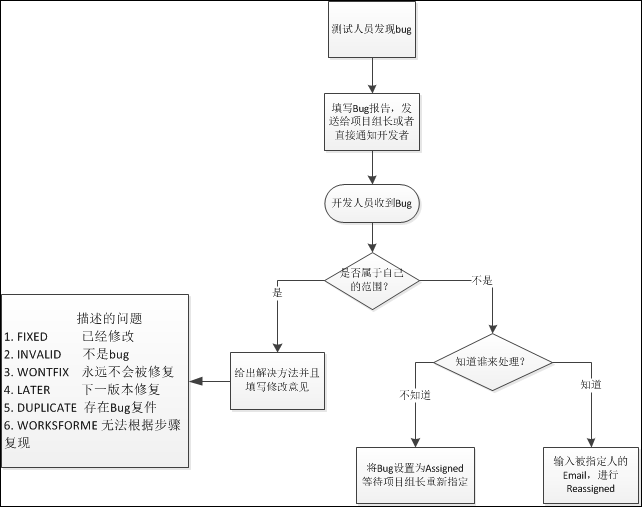 测试人员发现bug
填写Bug报告，发
送给项目组长或者
直接通知开发者
开发人员收到Bug
是否属于自己
的范围？
是
不是
描述的问题
1. FIXED 已经修改
2. INVALID 不是bug
3. WONTFIX 永远不会被修复
4. LATER 下一版本修复
5. DUPLICATE 存在Bug复件
6. WORKSFORME 无法根据步骤
复现
给出解决方法并且
填写修改意见
知道谁来处理？
不知道
知道
将Bug设置为Assigned
等待项目组长重新指定
输入被指定人的
Email，进行
Reassigned